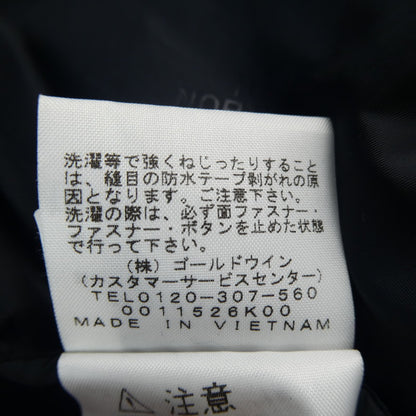 洗濯等で強くねじったりすること
は、縫目の防水テープ剝がれの原
因となります。ご注意下さい。
洗濯の際は、必ず面ファスナー・
ファスナー・ボタンを止めた状態
で行って下さい。
(株) ゴールドウイン
(カスタマーサービスセンター)
TEL0120-307-560
0011526K00
MADE IN VIETNAM
注意